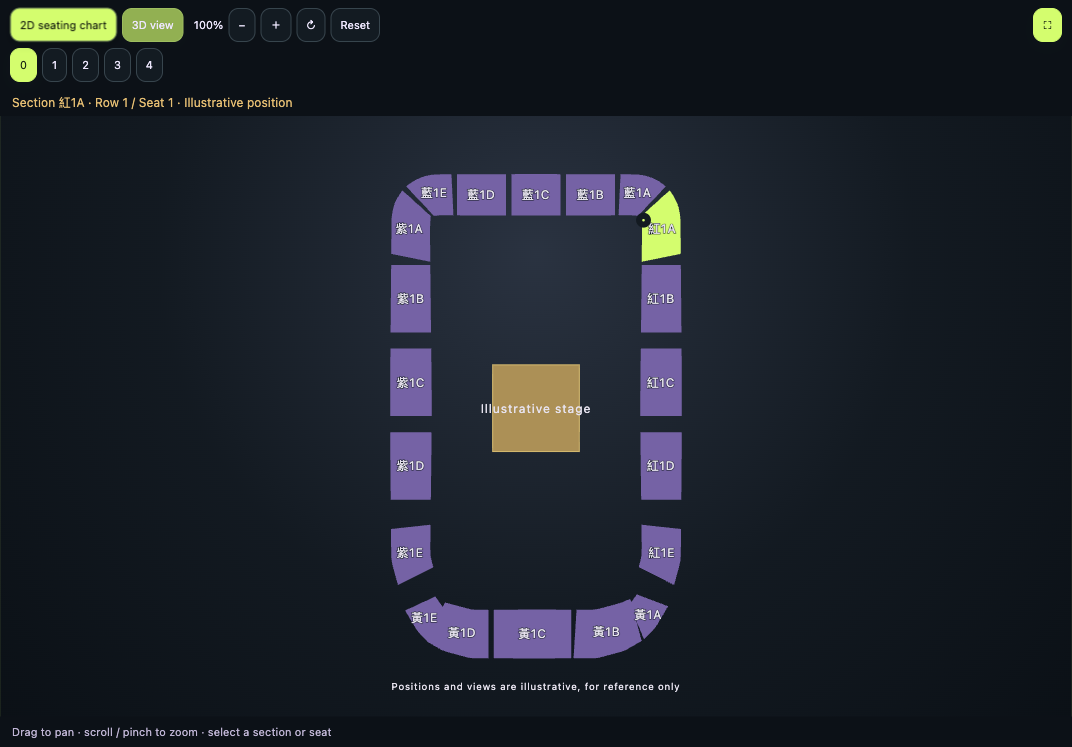 2D seating chart 3D view 100% − + ↻ Reset
0 1 2 3 4
Section 紅1A · Row 1 / Seat 1 · Illustrative position
藍1E 藍1D 藍1C 藍1B 藍1A
紫1A 紅1A
紫1B 紅1B
紫1C 紅1C
Illustrative stage
紫1D 紅1D
紫1E 紅1E
黃1E 黃1D 黃1C 黃1B 黃1A
Positions and views are illustrative, for reference only
Drag to pan · scroll / pinch to zoom · select a section or seat